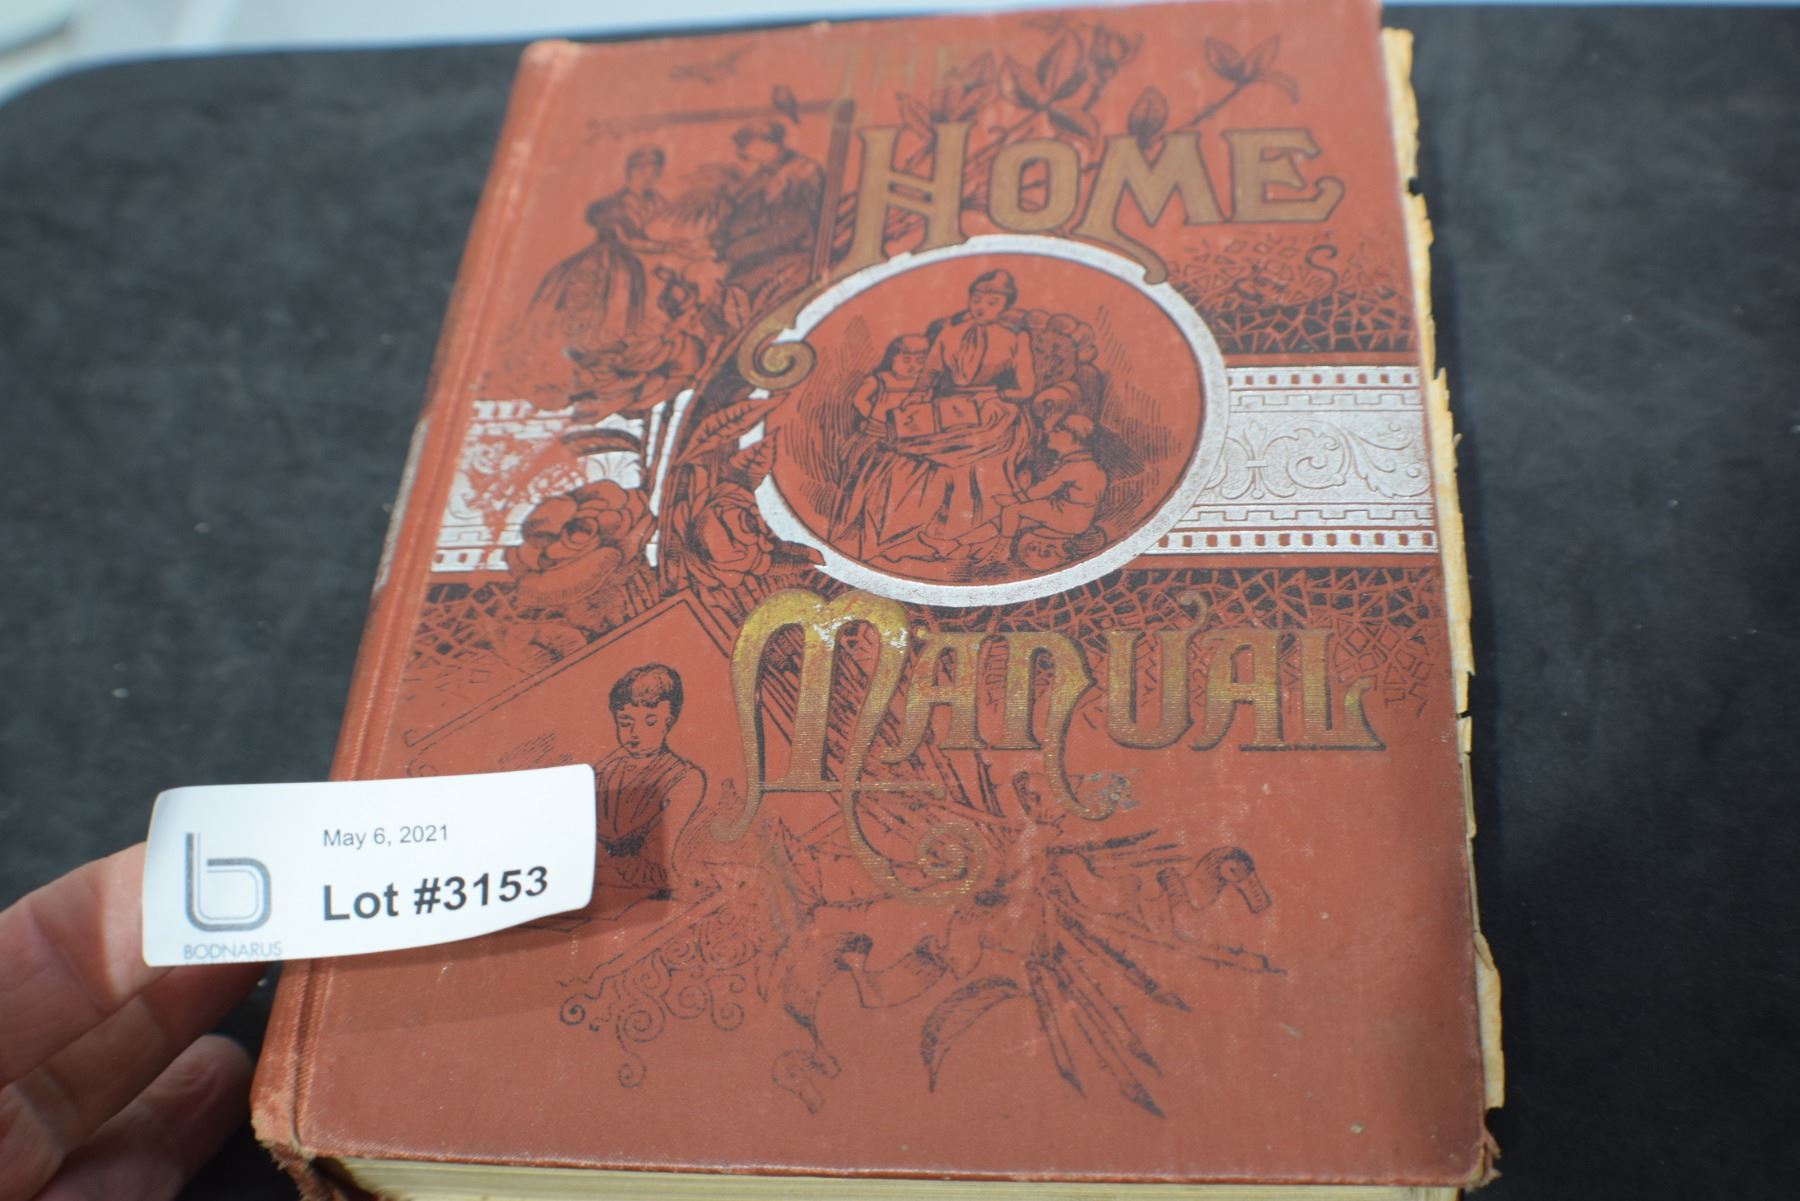 THE
HOME
MANUAL
May 6, 2021
Lot #3153
BODNARUS